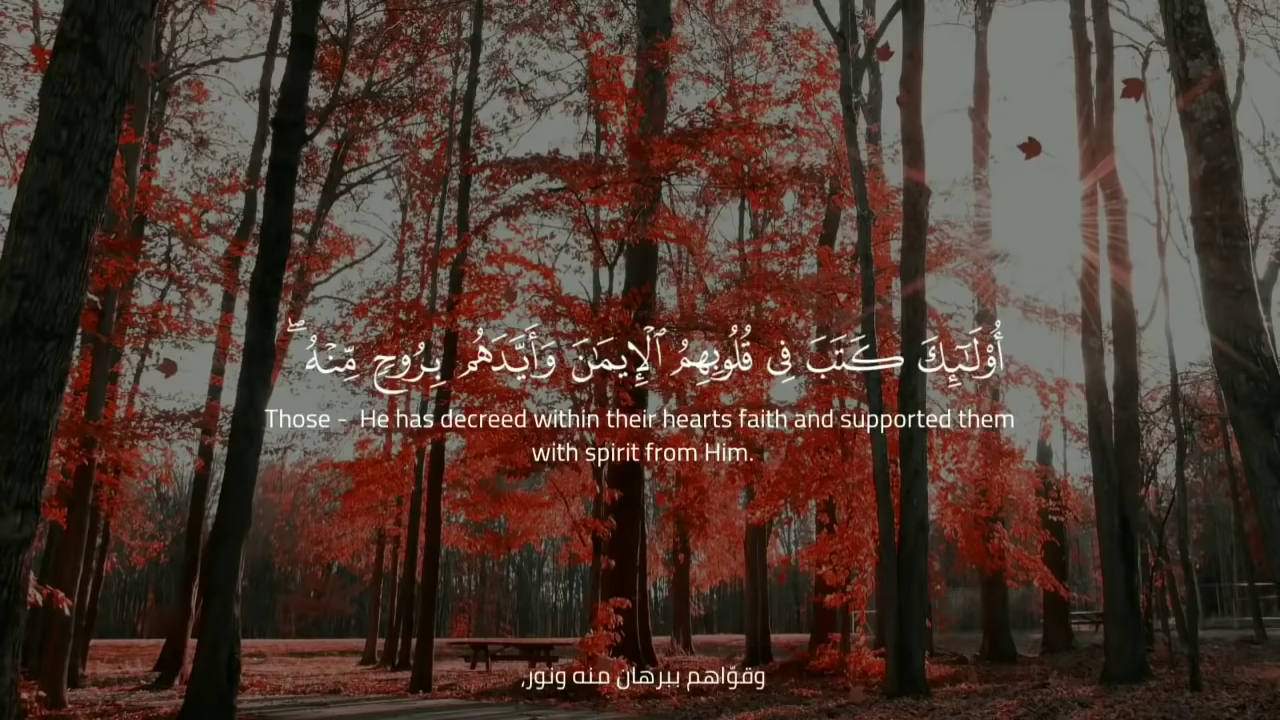 أُو۟لَـٰٓئِكَ كَتَبَ فِى قُلُوبِهِمُ ٱلْإِيمَـٰنَ وَأَيَّدَهُم بِرُوحٍ مِّنْهُ ۖ
Those -  He has decreed within their hearts faith and supported them
with spirit from Him.
وقوّاهم ببرهان منه ونور,